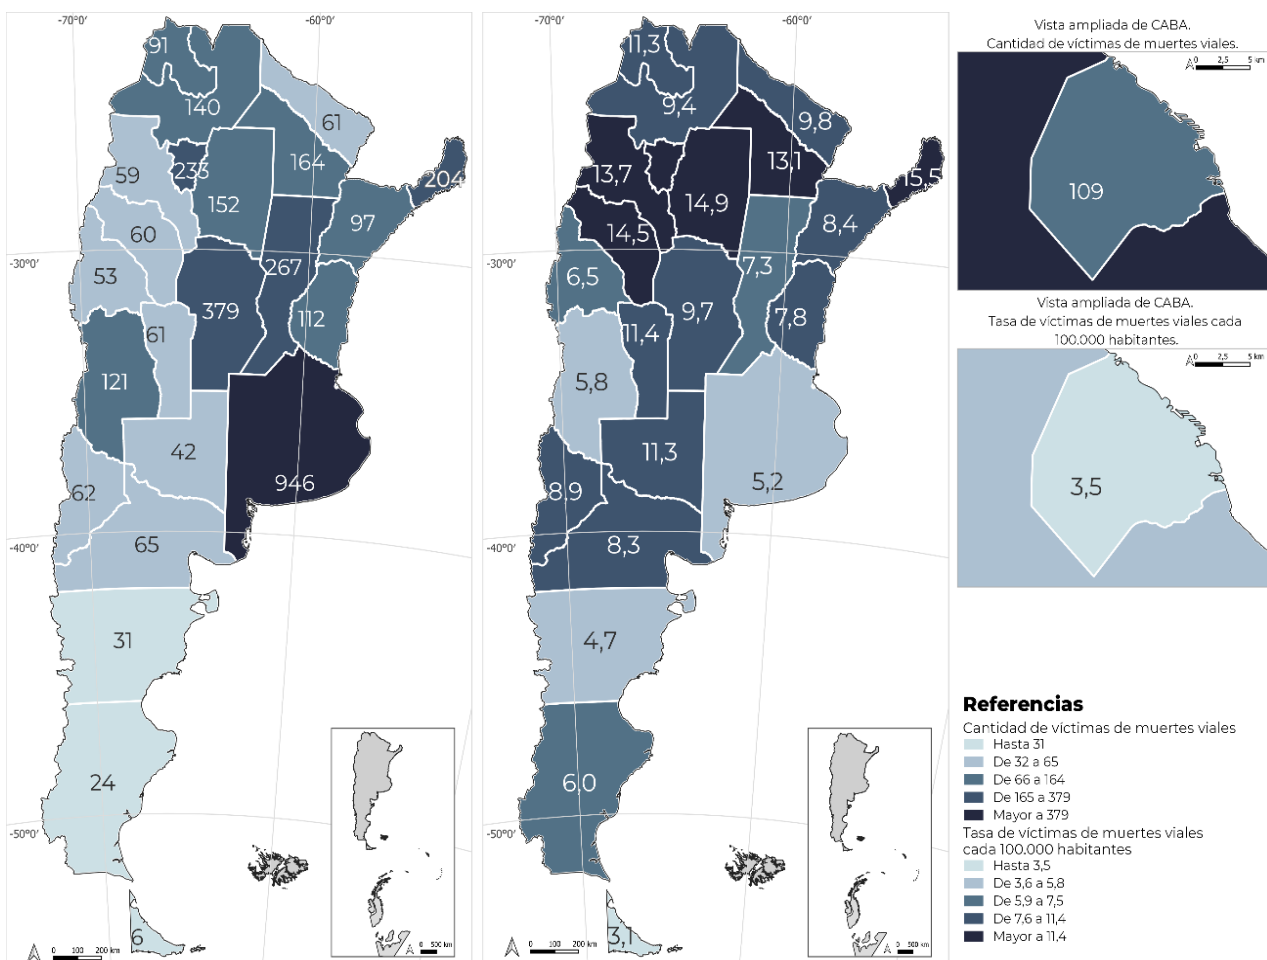 -70°0'
-60°0'
91
140
61
164
233
59
204
152
97
60
-30°0'
267
53
379
112
61
121
42
946
62
65
-40°0'
31
24
-50°0'
6
0 100 200 km
0 500 km
-70°0'
-60°0'
11,3
9,4
9,8
13,1
13,7
15,5
14,9
8,4
14,5
-30°0'
7,3
6,5
9,7
7,8
11,4
5,8
11,3
5,2
8,9
8,3
-40°0'
4,7
6,0
-50°0'
3,1
0 100 200 km
0 500 km
Vista ampliada de CABA.
Cantidad de víctimas de muertes viales.
0 2,5 5 km
109
Vista ampliada de CABA.
Tasa de víctimas de muertes viales cada
100.000 habitantes.
0 2,5 5 km
3,5
Referencias
Cantidad de víctimas de muertes viales
Hasta 31
De 32 a 65
De 66 a 164
De 165 a 379
Mayor a 379
Tasa de víctimas de muertes viales
cada 100.000 habitantes
Hasta 3,5
De 3,6 a 5,8
De 5,9 a 7,5
De 7,6 a 11,4
Mayor a 11,4